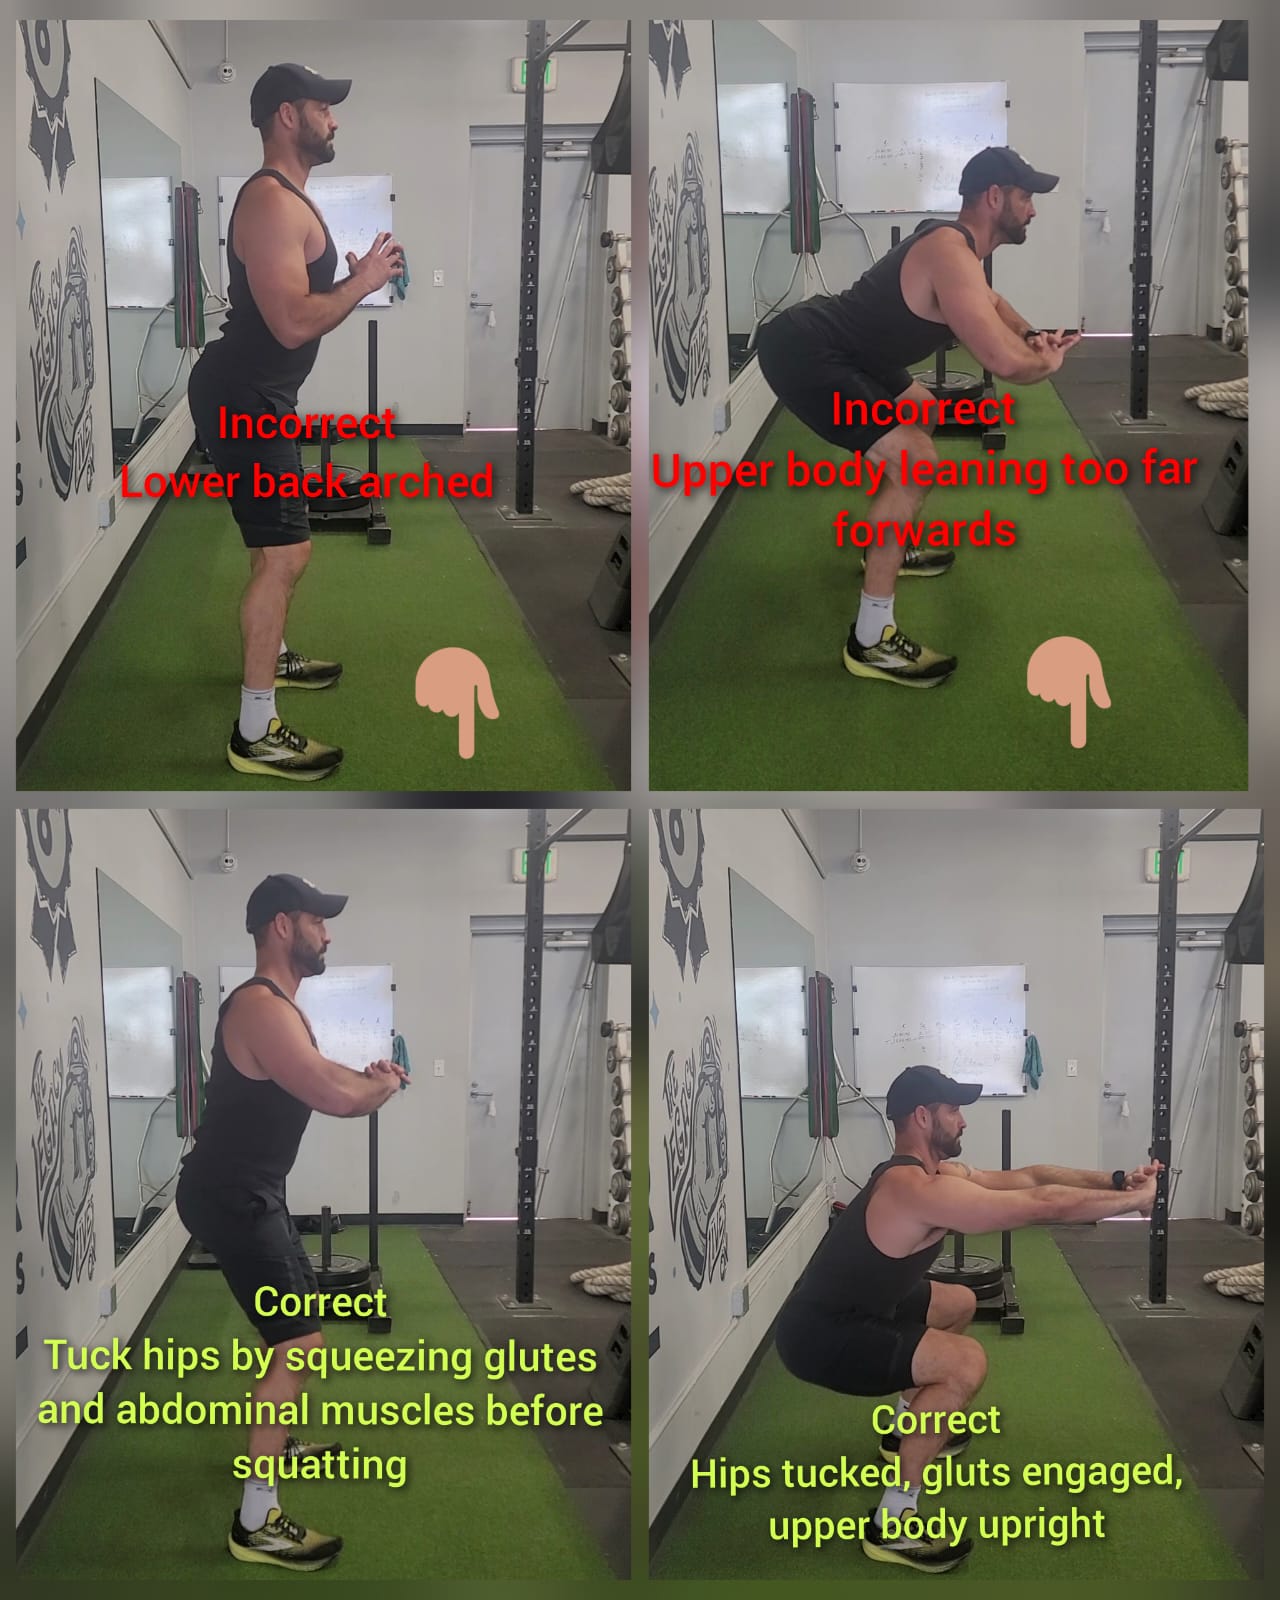 Incorrect
Lower back arched
Incorrect
Upper body leaning too far
forwards
Correct
Tuck hips by squeezing glutes
and abdominal muscles before
squatting
Correct
Hips tucked, gluts engaged,
upper body upright